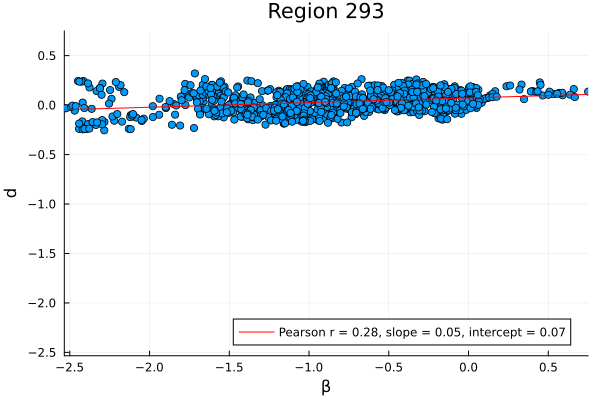 Region 293
0.5
0.0
−0.5
−1.0
−1.5
−2.0
−2.5
d
Pearson r = 0.28, slope = 0.05, intercept = 0.07
−2.5 −2.0 −1.5 −1.0 −0.5 0.0 0.5
β